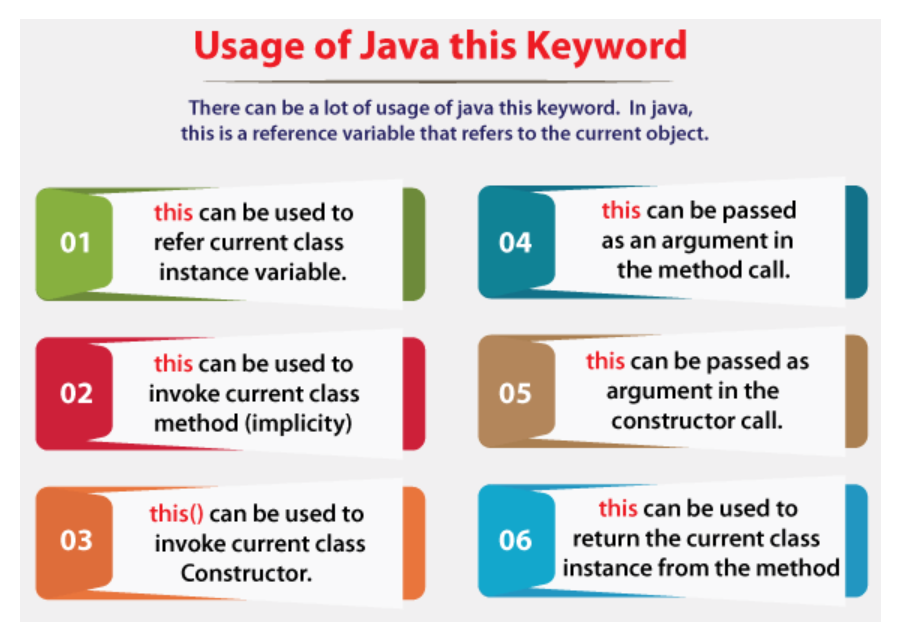 Usage of Java this Keyword
There can be a lot of usage of java this keyword. In java,
this is a reference variable that refers to the current object.
01
this can be used to
refer current class
instance variable.
02
this can be used to
invoke current class
method (implicity)
03
this() can be used to
invoke current class
Constructor.
04
this can be passed
as an argument in
the method call.
05
this can be passed as
argument in the
constructor call.
06
this can be used to
return the current class
instance from the method